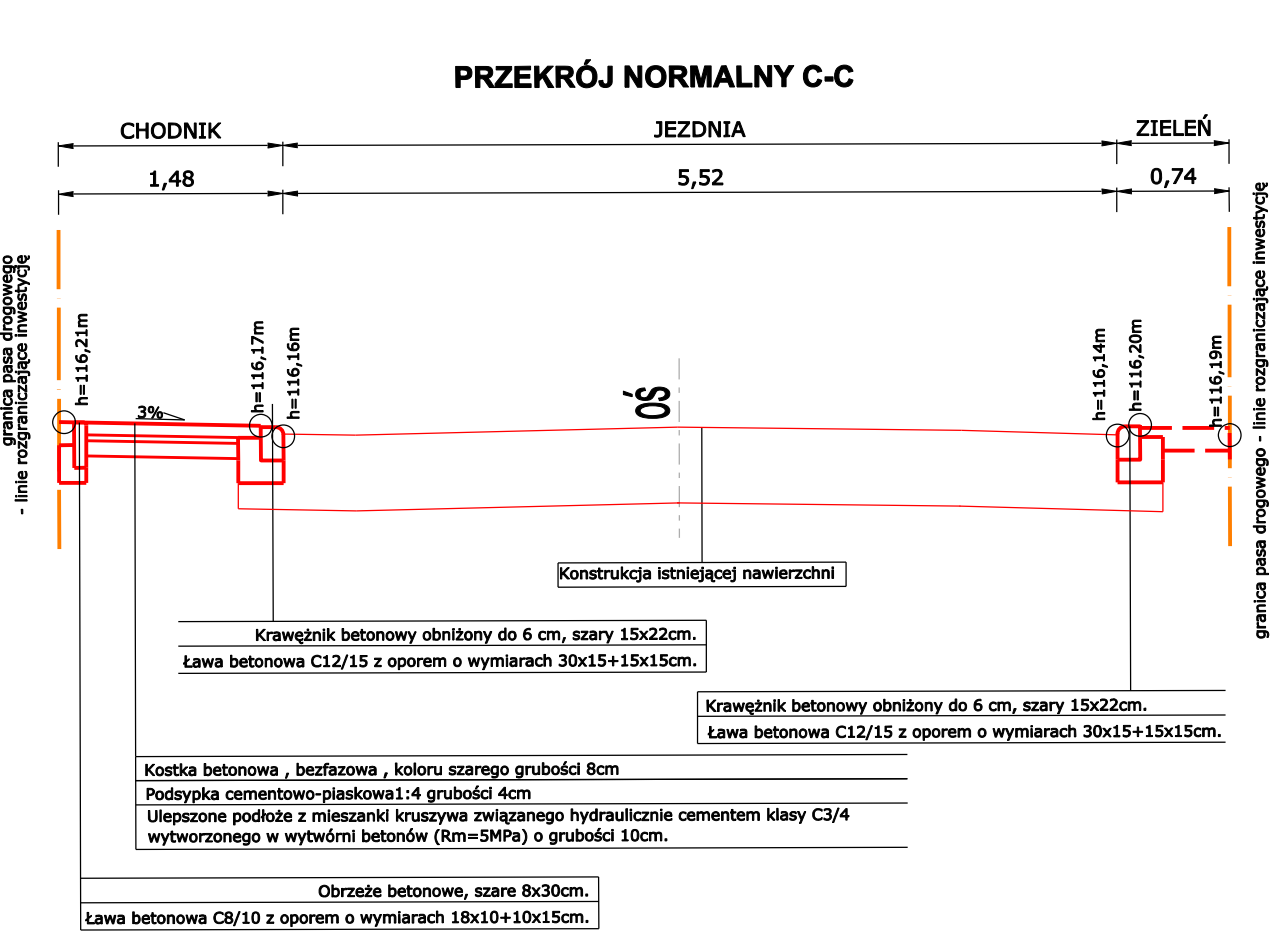 PRZEKRÓJ NORMALNY C-C
CHODNIK
JEZDNIA
ZIELEŃ
1,48
5,52
0,74
granica pasa drogowego
- linie rozgraniczające inwestycję
h=116,21m
h=116,17m
h=116,16m
3%
OŚ
h=116,14m
h=116,20m
h=116,19m
granica pasa drogowego - linie rozgraniczające inwestycję
Konstrukcja istniejącej nawierzchni
Krawężnik betonowy obniżony do 6 cm, szary 15x22cm.
Ława betonowa C12/15 z oporem o wymiarach 30x15+15x15cm.
Krawężnik betonowy obniżony do 6 cm, szary 15x22cm.
Ława betonowa C12/15 z oporem o wymiarach 30x15+15x15cm.
Kostka betonowa , bezfazowa , koloru szarego grubości 8cm
Podsypka cementowo-piaskowa1:4 grubości 4cm
Ulepszone podłoże z mieszanki kruszywa związanego hydraulicznie cementem klasy C3/4
wytworzonego w wytwórni betonów (Rm=5MPa) o grubości 10cm.
Obrzeże betonowe, szare 8x30cm.
Ława betonowa C8/10 z oporem o wymiarach 18x10+10x15cm.